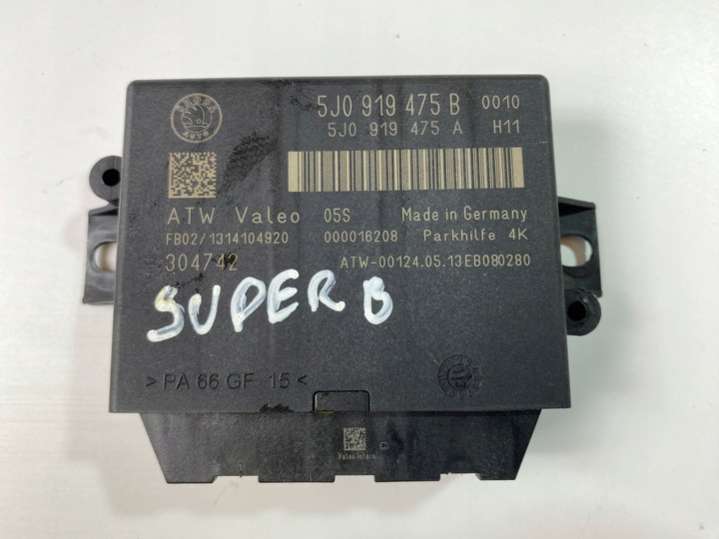 5J0 919 475 B 0010
5J0 919 475 A H11
ATW Valeo 05S Made in Germany
FB02/1314104920 000016208 Parkhilfe 4K
304742 ATW-00124.05.13EB080280
SUPER B
>PA 66 GF 15<